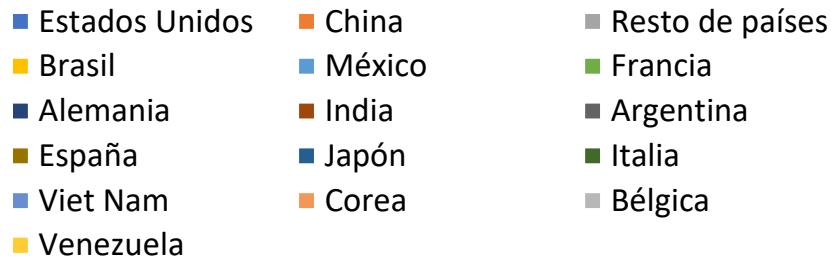 Estados Unidos China Resto de países
Brasil México Francia
Alemania India Argentina
España Japón Italia
Viet Nam Corea Bélgica
Venezuela